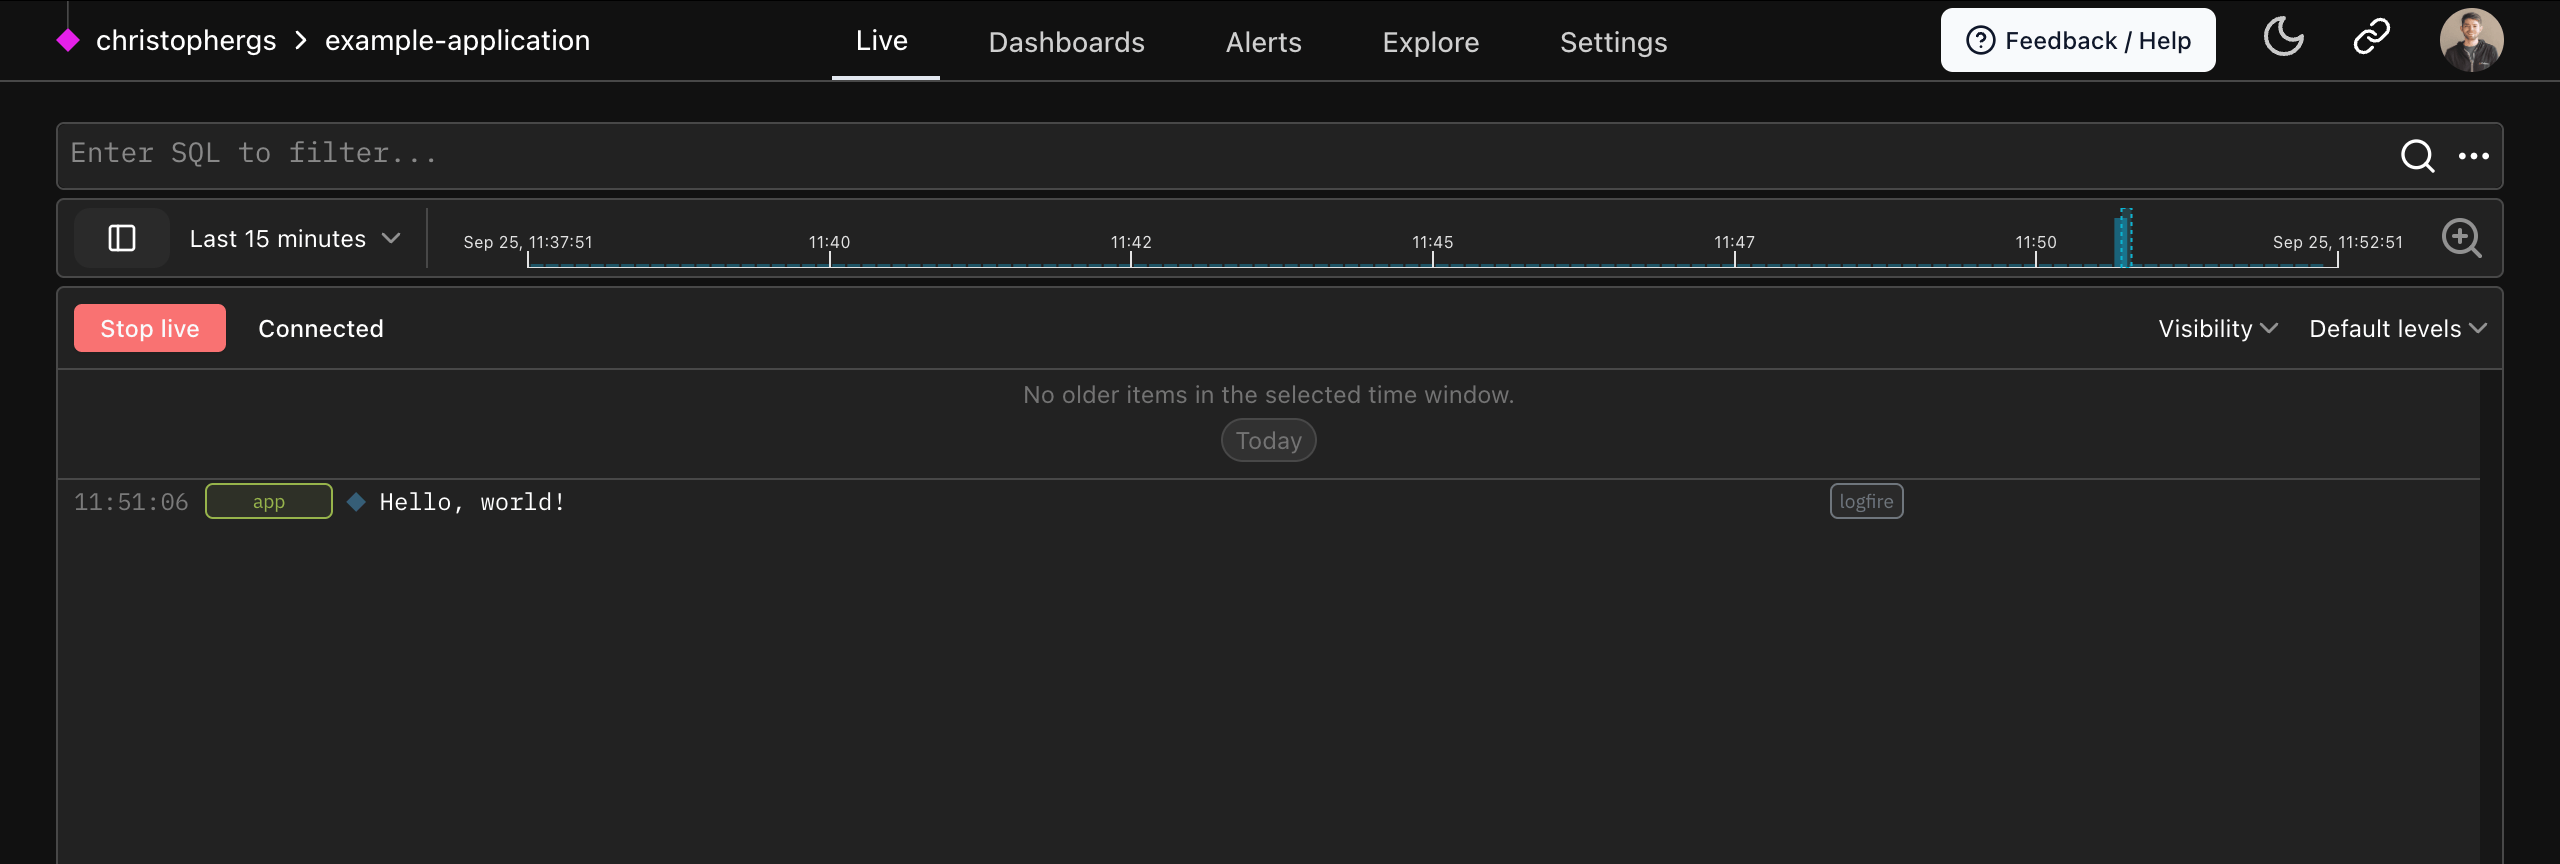 christophergs > example-application
Live Dashboards Alerts Explore Settings
Feedback / Help
Enter SQL to filter...
Last 15 minutes
Sep 25, 11:37:51 11:40 11:42 11:45 11:47 11:50 Sep 25, 11:52:51
Stop live Connected Visibility Default levels
No older items in the selected time window.
Today
11:51:06 app Hello, world! logfire